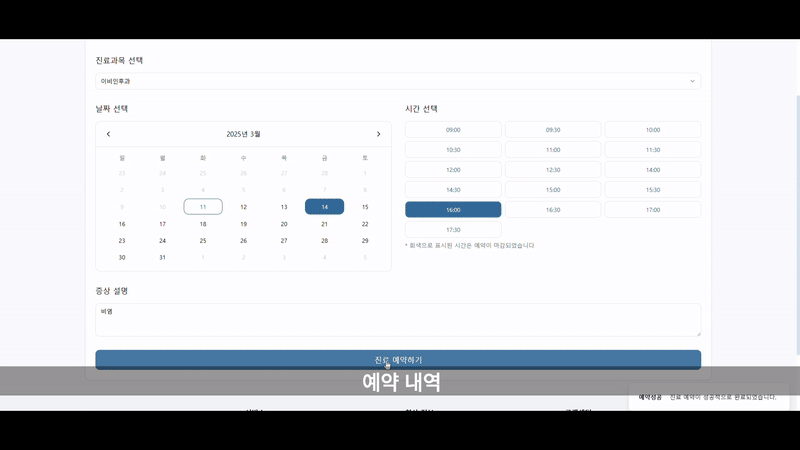 진료과목 선택
이비인후과
날짜 선택
2025년 3월
일 월 화 수 목 금 토
23 24 25 26 27 28 1
2 3 4 5 6 7 8
9 10 11 12 13 14 15
16 17 18 19 20 21 22
23 24 25 26 27 28 29
30 31 1 2 3 4 5
시간 선택
09:00 09:30 10:00
10:30 11:00 11:30
12:00 12:30 14:00
14:30 15:00 15:30
16:00 16:30 17:00
17:30
* 회색으로 표시된 시간은 예약이 마감되었습니다
증상 설명
비염
진료 예약하기
예약 내역
예약성공 진료 예약이 성공적으로 완료되었습니다.